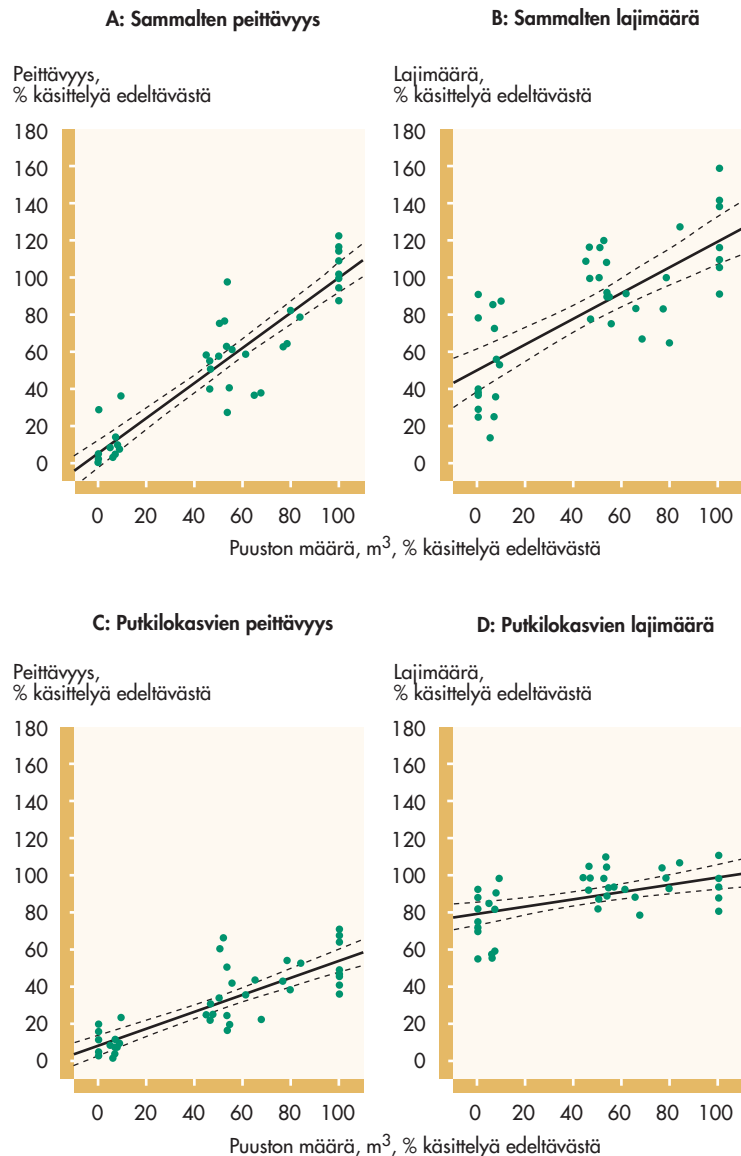 A: Sammalten peittävyys
Peittävyys,
% käsittelyä edeltävästä
180
160
140
120
100
80
60
40
20
0
0 20 40 60 80 100
B: Sammalten lajimäärä
Lajimäärä,
% käsittelyä edeltävästä
180
160
140
120
100
80
60
40
20
0
0 20 40 60 80 100
Puuston määrä, m³, % käsittelyä edeltävästä
C: Putkilokasvien peittävyys
Peittävyys,
% käsittelyä edeltävästä
180
160
140
120
100
80
60
40
20
0
0 20 40 60 80 100
D: Putkilokasvien lajimäärä
Lajimäärä,
% käsittelyä edeltävästä
180
160
140
120
100
80
60
40
20
0
0 20 40 60 80 100
Puuston määrä, m³, % käsittelyä edeltävästä